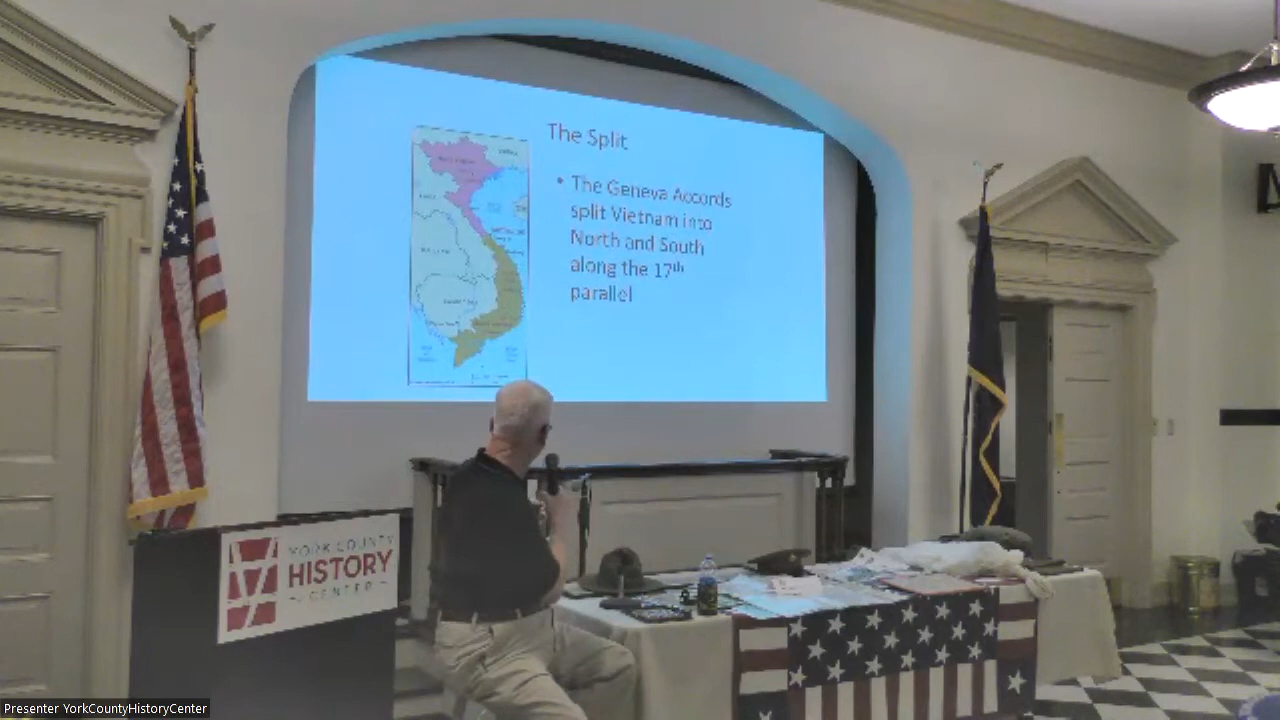 The Split
• The Geneva Accords
split Vietnam into
North and South
along the 17th
parallel
YORK COUNTY
HISTORY
CENTER
Presenter YorkCountyHistoryCenter